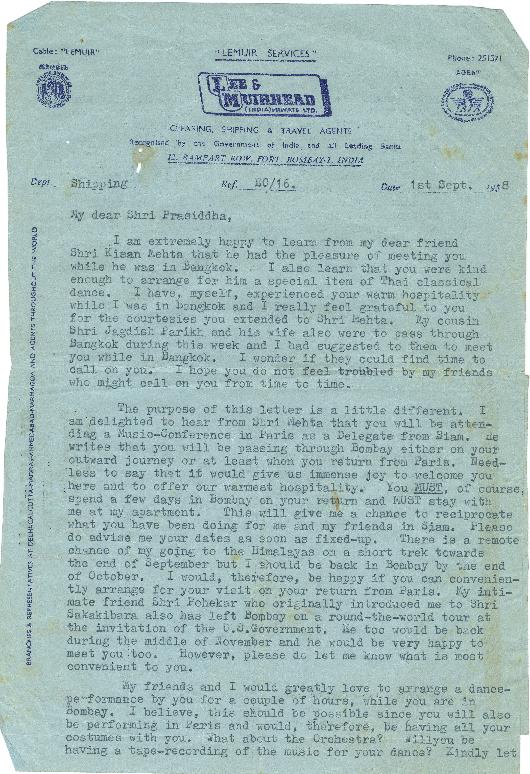 Cable: "LEMUIR"
"LEMUIR SERVICES"
Phone: 251571
MEMBER
AGENT
LEE &
MUIRHEAD
(INDIA) PRIVATE LTD.
CLEARING, SHIPPING & TRAVEL AGENTS
Recognised by the Government of India and all Leading Banks
12, RAMPART ROW, FORT, BOMBAY-1, INDIA
Dept. Shipping
Ref. EO/16.
Date 1st Sept. 1958
BRANCHES & REPRESENTATIVES AT DELHI-CALCUTTA-MADRAS-AHMEDABAD-VARANASI AND AGENTS THROUGHOUT THE WORLD
My dear Shri Prasiddha,
I am extremely happy to learn from my dear friend
Shri Kisan Mehta that he had the pleasure of meeting you
while he was in Bangkok. I also learn that you were kind
enough to arrange for him a special item of Thai classical
dance. I have, myself, experienced your warm hospitality
while I was in Bangkok and I really feel grateful to you
for the courtesies you extended to Shri Mehta. My cousin
Shri Jagdish Parikh and his wife also were to pass through
Bangkok during this week and I had suggested to them to meet
you while in Bangkok. I wonder if they could find time to
call on you. I hope you do not feel troubled by my friends
who might call on you from time to time.
The purpose of this letter is a little different. I
am delighted to hear from Shri Mehta that you will be atten-
ding a Music-Conference in Paris as a Delegate from Siam. He
writes that you will be passing through Bombay either on your
outward journey or at least when you return from Paris. Need-
less to say that it would give us immense joy to welcome you
here and to offer our warmest hospitality. You MUST, of course,
spend a few days in Bombay on your return and MUST stay with
me at my apartment. This will give me a chance to reciprocate
what you have been doing for me and my friends in Siam. Please
do advise me your dates as soon as fixed-up. There is a remote
chance of my going to the Himalayas on a short trek towards
the end of September but I should be back in Bombay by the end
of October. I would, therefore, be happy if you can convenien-
tly arrange for your visit on your return from Paris. My inti-
mate friend Shri Pohekar who originally introduced me to Shri
Sakakibara also has left Bombay on a round-the-world tour at
the invitation of the U.S.Government. He too would be back
during the middle of November and he would be very happy to
meet you too. However, please do let me know what is most
convenient to you.
My friends and I would greatly love to arrange a dance-
performance by you for a couple of hours, while you are in
Bombay. I believe, this should be possible since you will also
be performing in Paris and would, therefore, be having all your
costumes with you. What about the Orchestra? Willyou be
having a tape-recording of the music for your dance? Kindly let